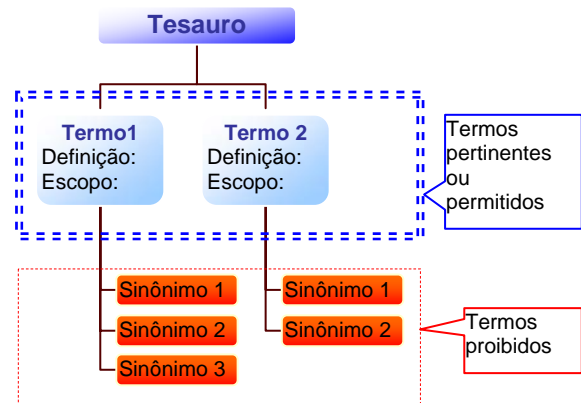 Tesauro
Termo1
Definição:
Escopo:
Termo 2
Definição:
Escopo:
Termos
pertinentes
ou
permitidos
Sinônimo 1
Sinônimo 2
Sinônimo 3
Sinônimo 1
Sinônimo 2
Termos
proibidos